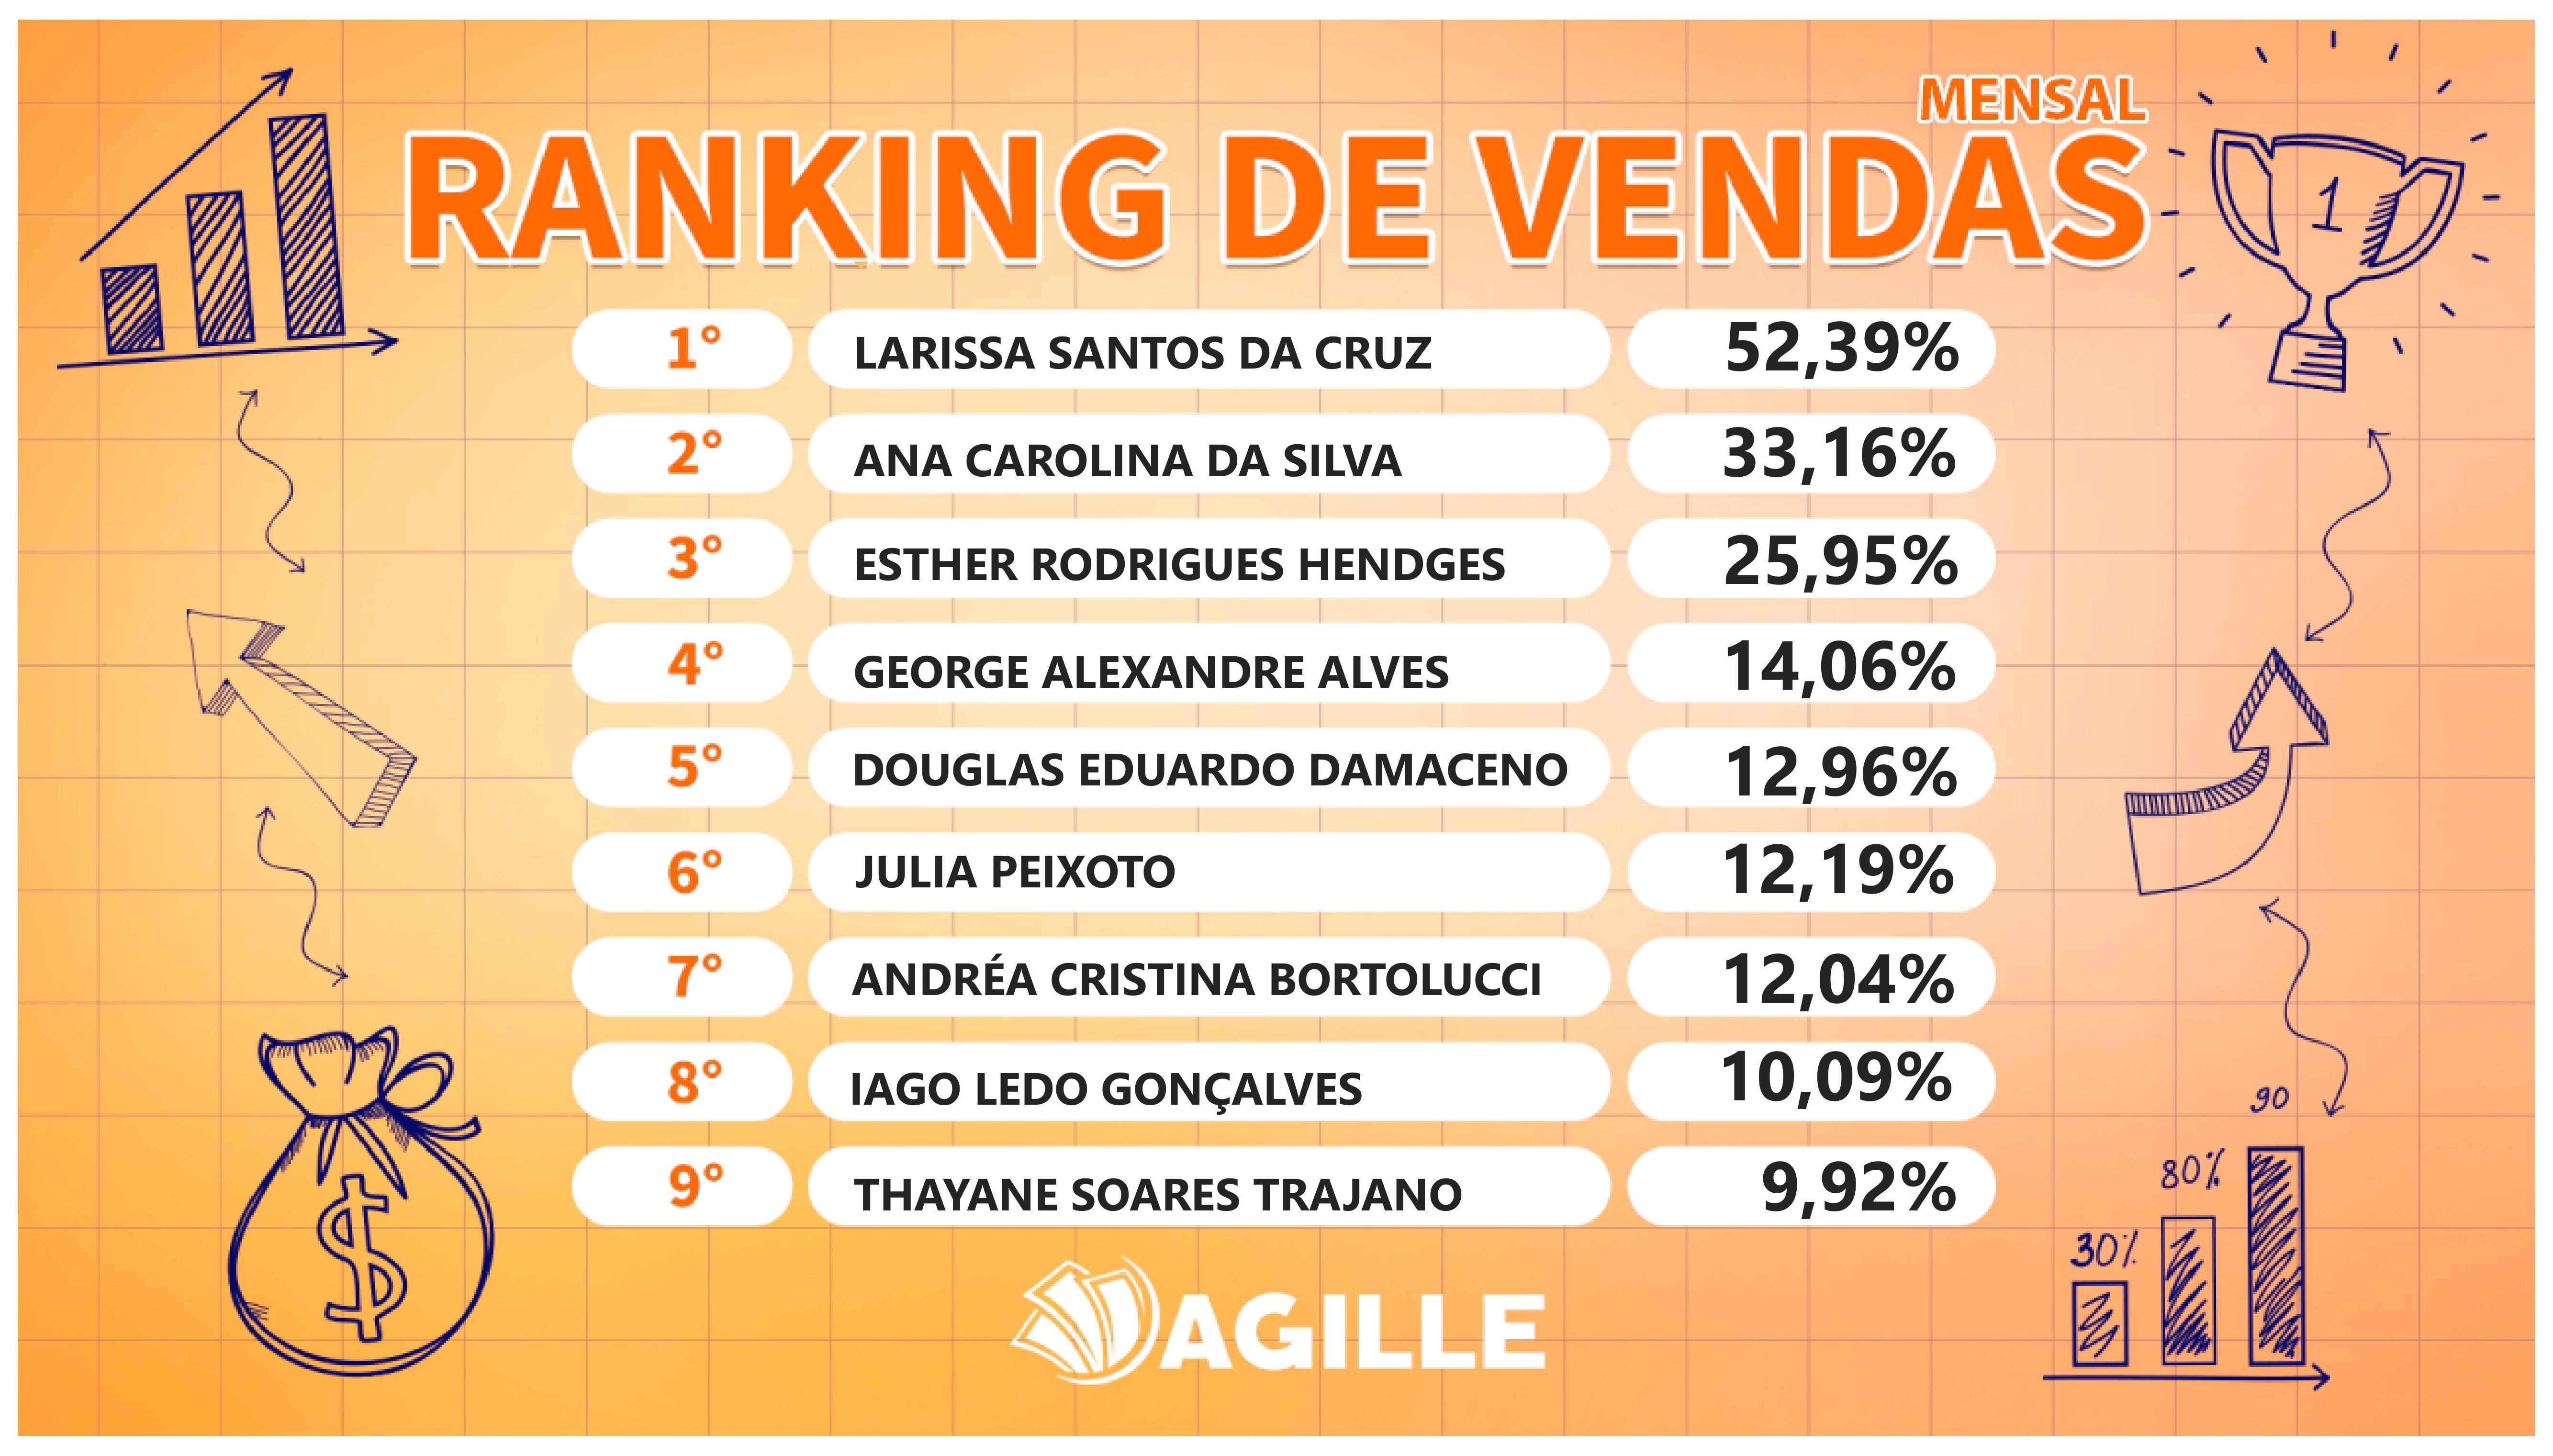 MENSAL
RANKING DE VENDAS
1
1° LARISSA SANTOS DA CRUZ 52,39%
2° ANA CAROLINA DA SILVA 33,16%
3° ESTHER RODRIGUES HENDGES 25,95%
4° GEORGE ALEXANDRE ALVES 14,06%
5° DOUGLAS EDUARDO DAMACENO 12,96%
6° JULIA PEIXOTO 12,19%
7° ANDRÉA CRISTINA BORTOLUCCI 12,04%
8° IAGO LEDO GONÇALVES 10,09%
9° THAYANE SOARES TRAJANO 9,92%
90
80%
30%
$
AGILLE